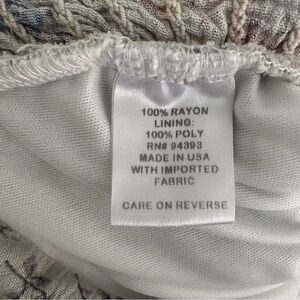 100% RAYON
LINING:
100% POLY
RN# 94393
MADE IN USA
WITH IMPORTED
FABRIC
CARE ON REVERSE